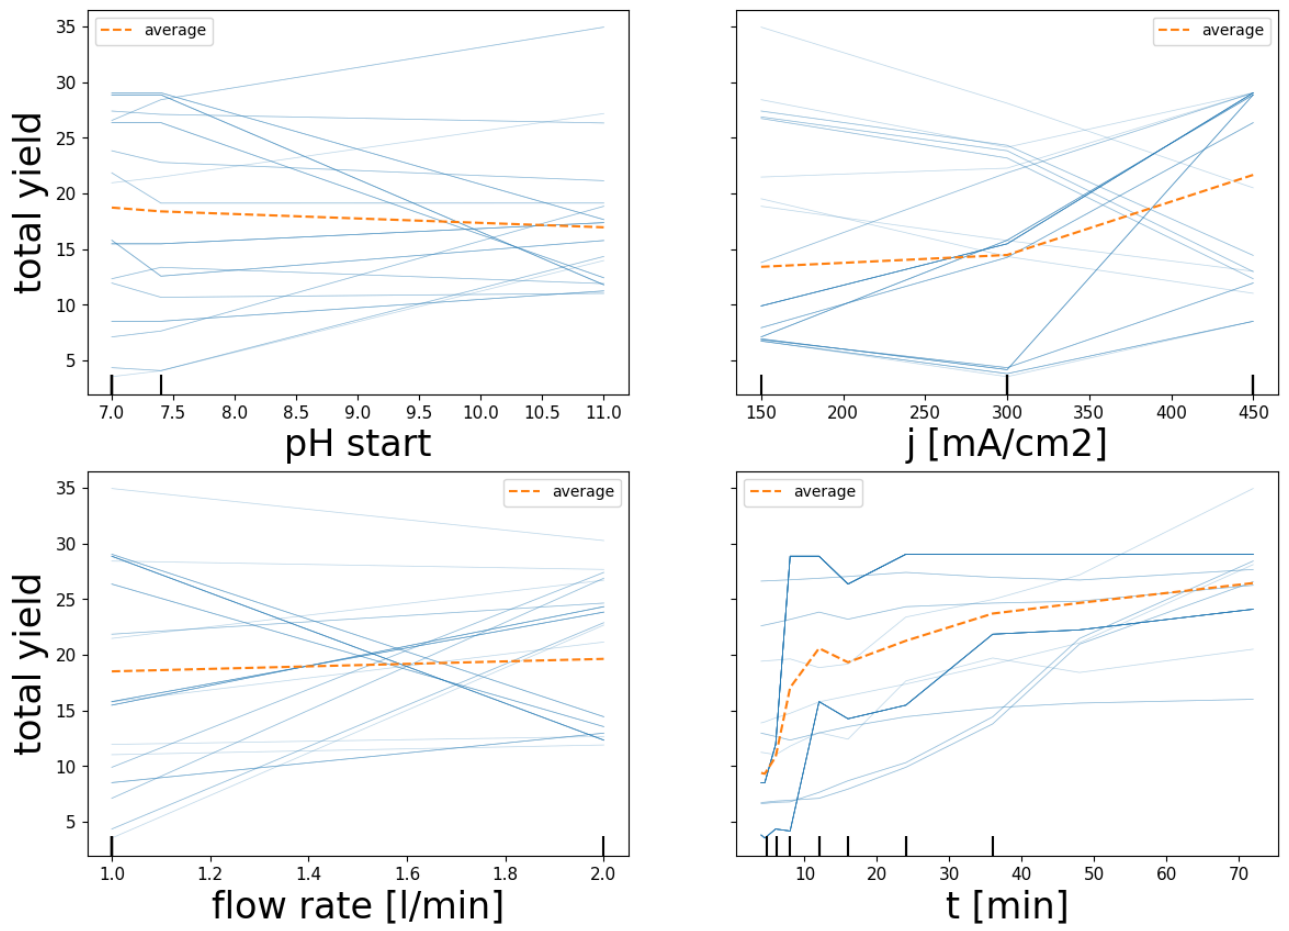 average
total yield
35
30
25
20
15
10
5
7.0 7.5 8.0 8.5 9.0 9.5 10.0 10.5 11.0
pH start
average
150 200 250 300 350 400 450
j [mA/cm2]
average
total yield
35
30
25
20
15
10
5
1.0 1.2 1.4 1.6 1.8 2.0
flow rate [l/min]
average
10 20 30 40 50 60 70
t [min]